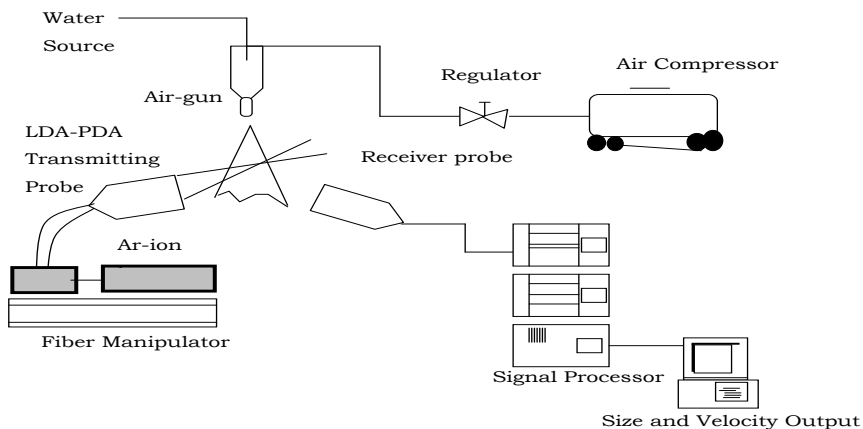 Water
Source
Air-gun
Regulator
Air Compressor
LDA-PDA
Transmitting
Probe
Receiver probe
Ar-ion
Fiber Manipulator
Signal Processor
Size and Velocity Output